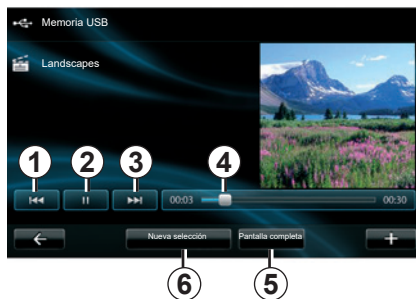 Memoria USB
Landscapes
1 2 3 4
00:03 00:30
Nueva selección Pantalla completa
6 5